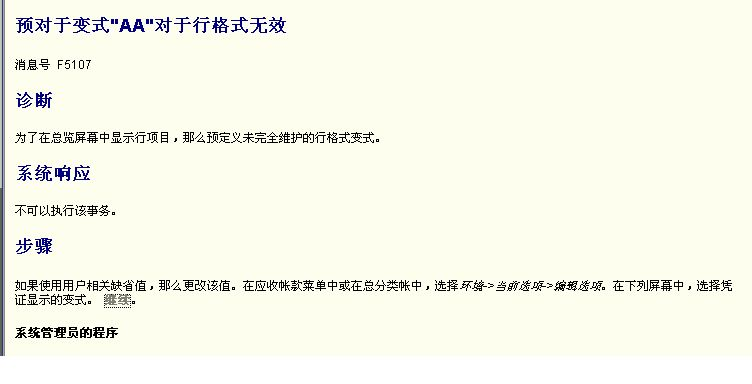 预对于变式"AA"对于行格式无效
消息号 F5107
诊断
为了在总览屏幕中显示行项目，那么预定义未完全维护的行格式变式。
系统响应
不可以执行该事务。
步骤
如果使用用户相关缺省值，那么更改该值。在应收帐款菜单中或在总分类帐中，选择环境->当前选项->编辑选项。在下列屏幕中，选择凭
证显示的变式。 继续。
系统管理员的程序